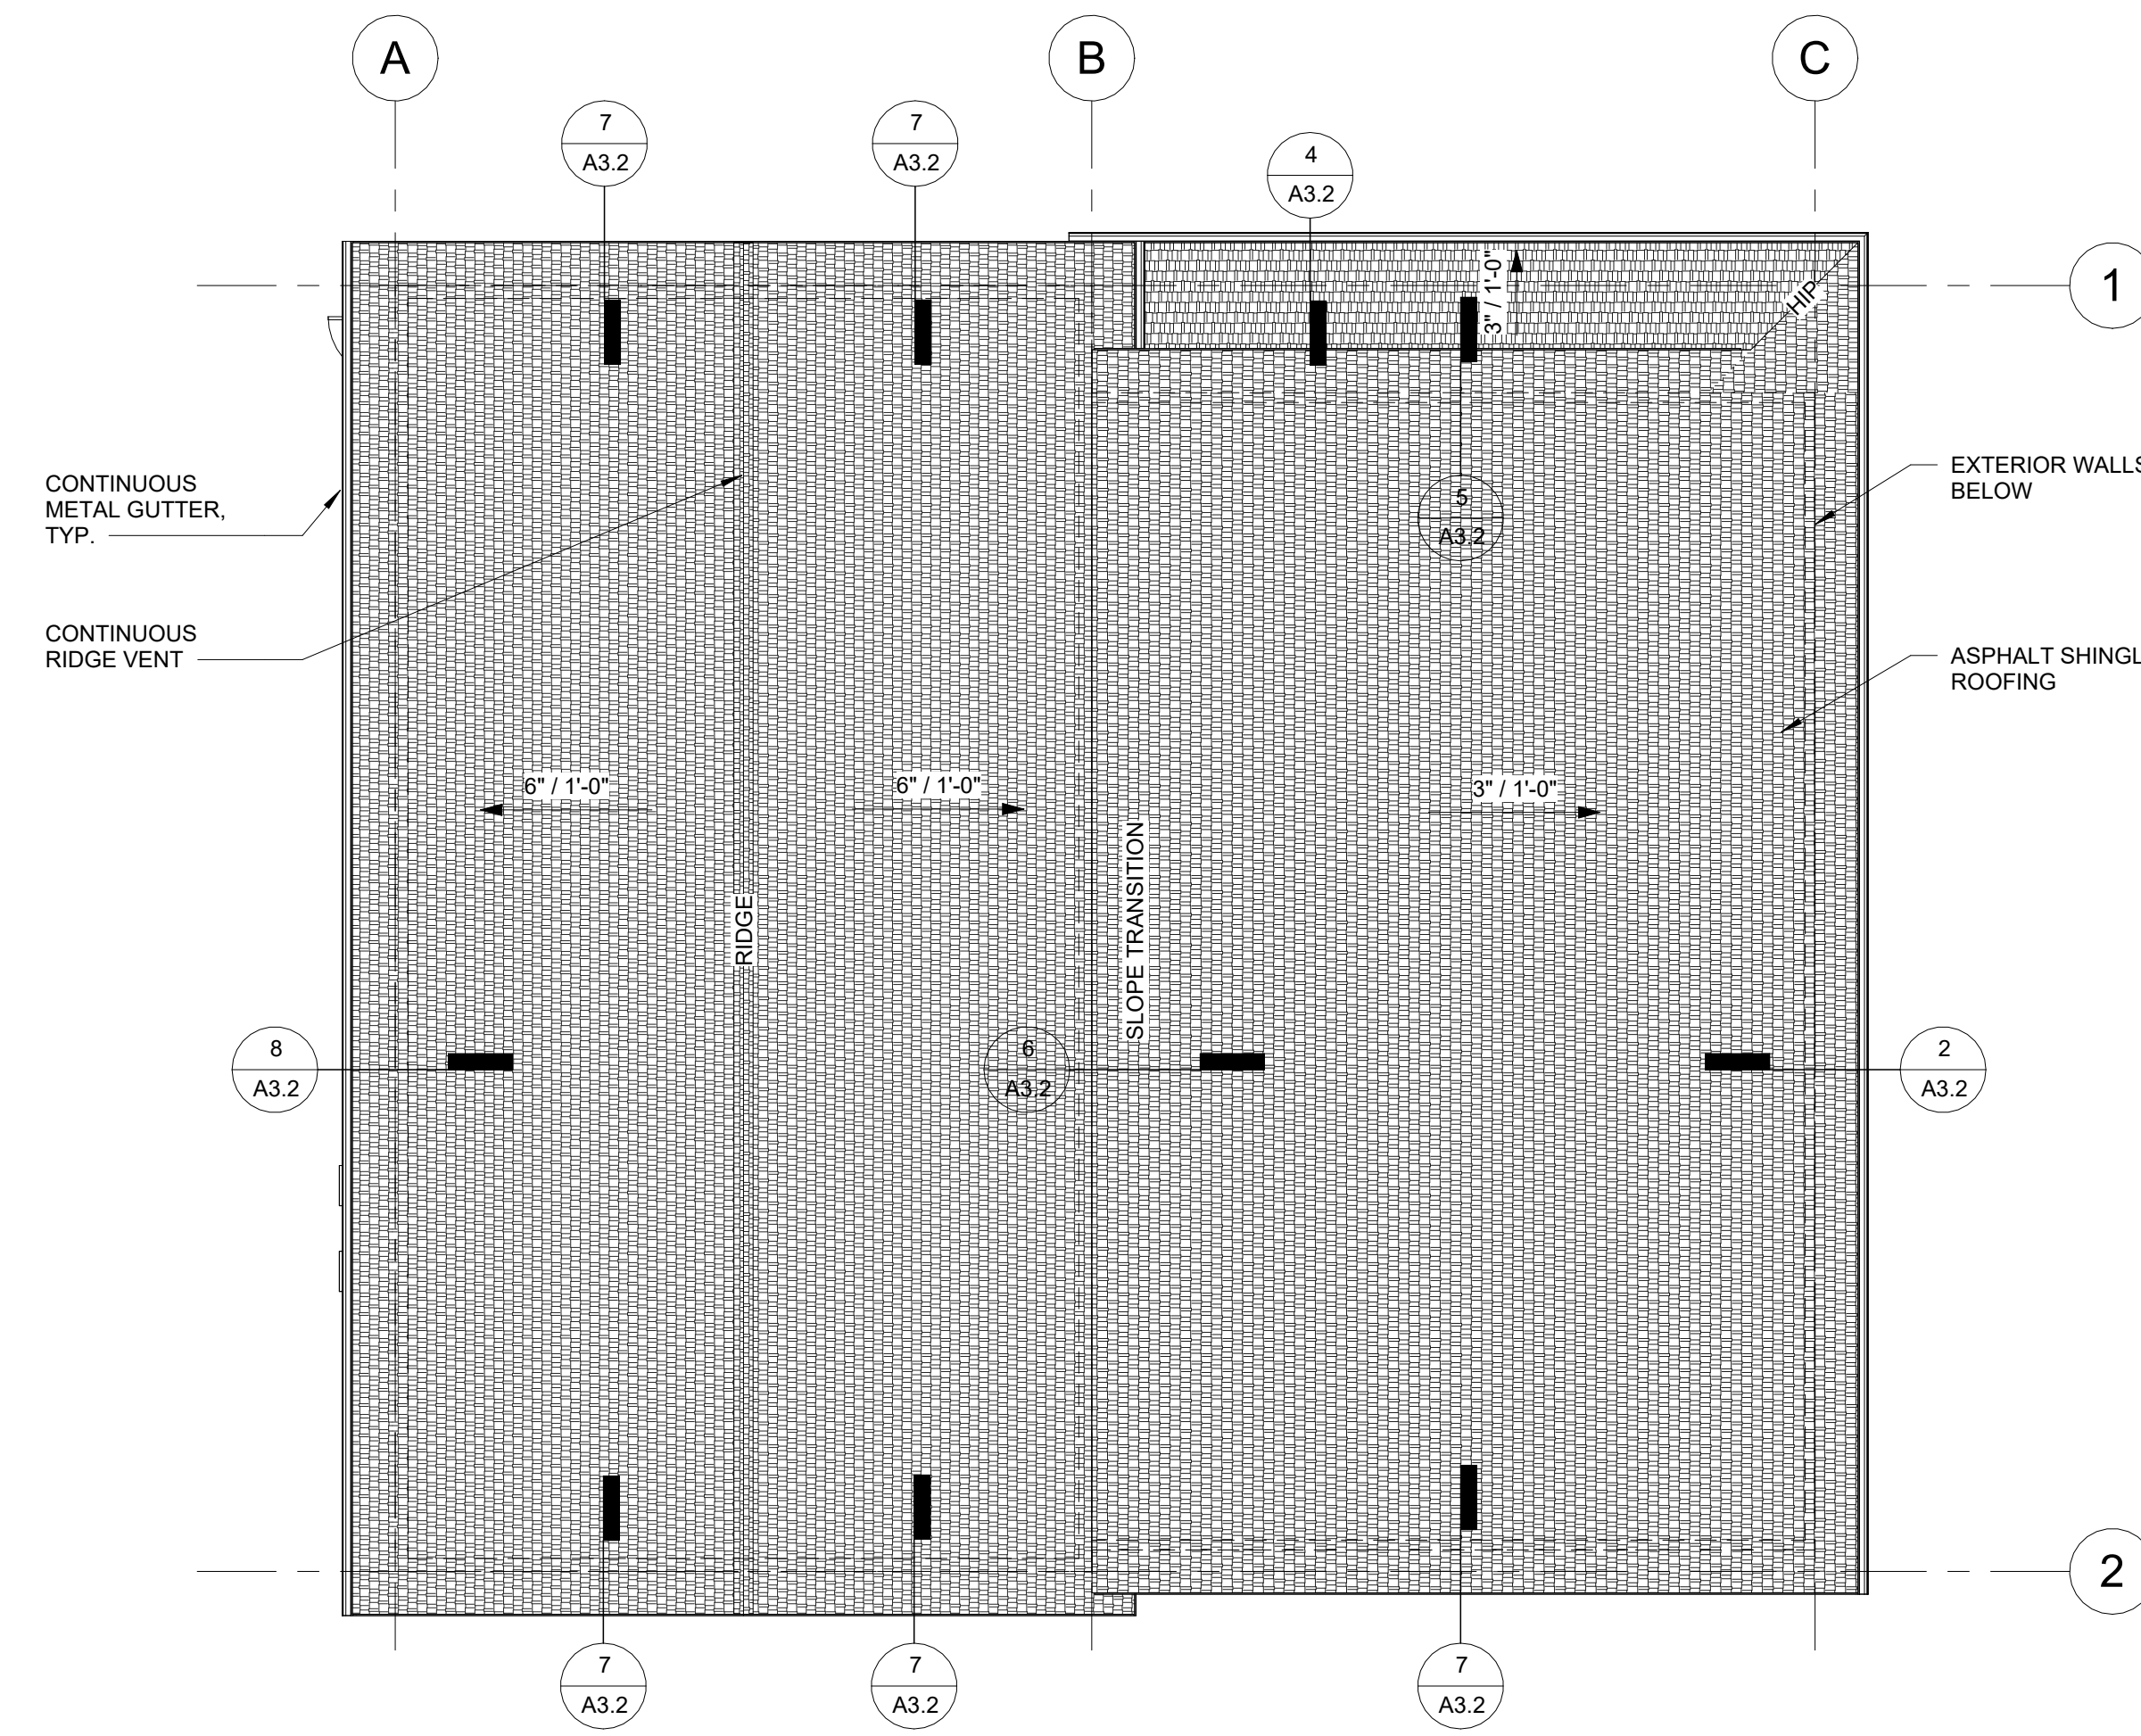 A
B
C
7
A3.2
7
A3.2
4
A3.2
1
3" / 1'-0"
HIP
CONTINUOUS
METAL GUTTER,
TYP.
EXTERIOR WALLS
BELOW
5
A3.2
CONTINUOUS
RIDGE VENT
ASPHALT SHINGL
ROOFING
6" / 1'-0"
6" / 1'-0"
3" / 1'-0"
RIDGE
SLOPE TRANSITION
8
A3.2
6
A3.2
2
A3.2
2
7
A3.2
7
A3.2
7
A3.2